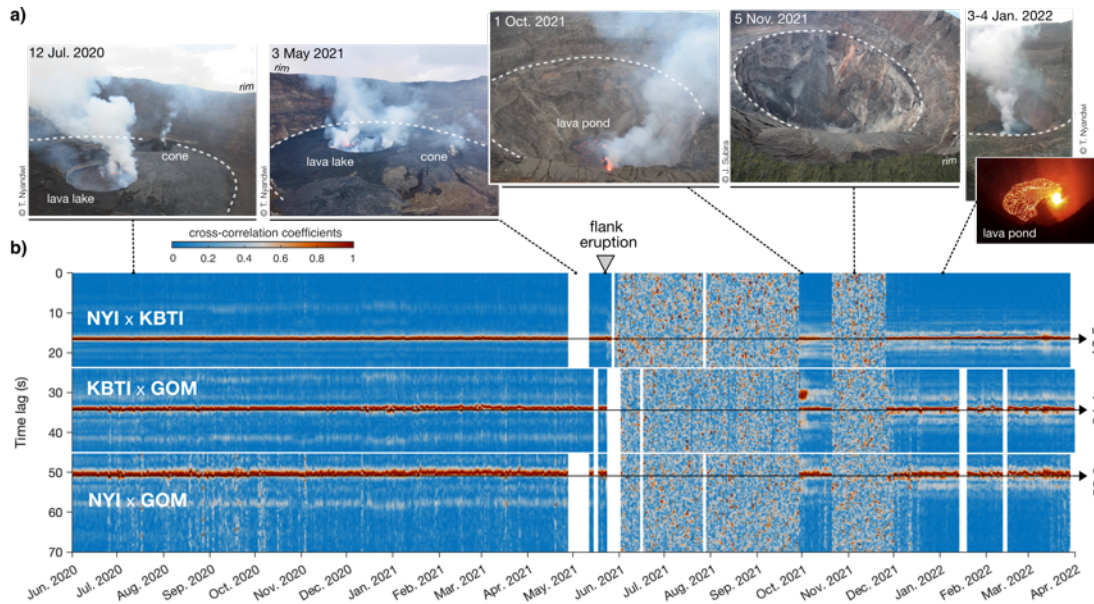 a)
12 Jul. 2020
rim
cone
lava lake
© T. Nyandwi
3 May 2021
rim
lava lake
cone
© T. Nyandwi
1 Oct. 2021
lava pond
© J. Subira
5 Nov. 2021
rim
3-4 Jan. 2022
© T. Nyandwi
lava pond
cross-correlation coefficients
0 0.2 0.4 0.6 0.8 1
flank
eruption
b)
Time lag (s)
0
10
20
30
40
50
60
70
NYI x KBTI
KBTI x GOM
NYI x GOM
Jun. 2020
Jul. 2020
Aug. 2020
Sep. 2020
Oct. 2020
Nov. 2020
Dec. 2020
Jan. 2021
Feb. 2021
Mar. 2021
Apr. 2021
May. 2021
Jun. 2021
Jul. 2021
Aug. 2021
Sep. 2021
Oct. 2021
Nov. 2021
Dec. 2021
Jan. 2022
Feb. 2022
Mar. 2022
Apr. 2022